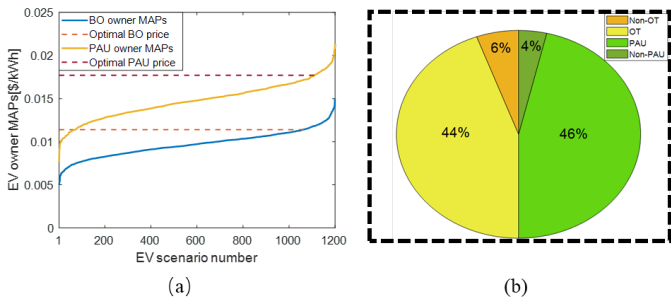 0.025
0.02
0.015
0.01
0.005
0
EV owner MAPs[$/kWh]
BO owner MAPs
Optimal BO price
PAU owner MAPs
Optimal PAU price
1 200 400 600 800 1000 1200
EV scenario number
(a)
Non-OT
OT
PAU
Non-PAU
6%
4%
44%
46%
(b)